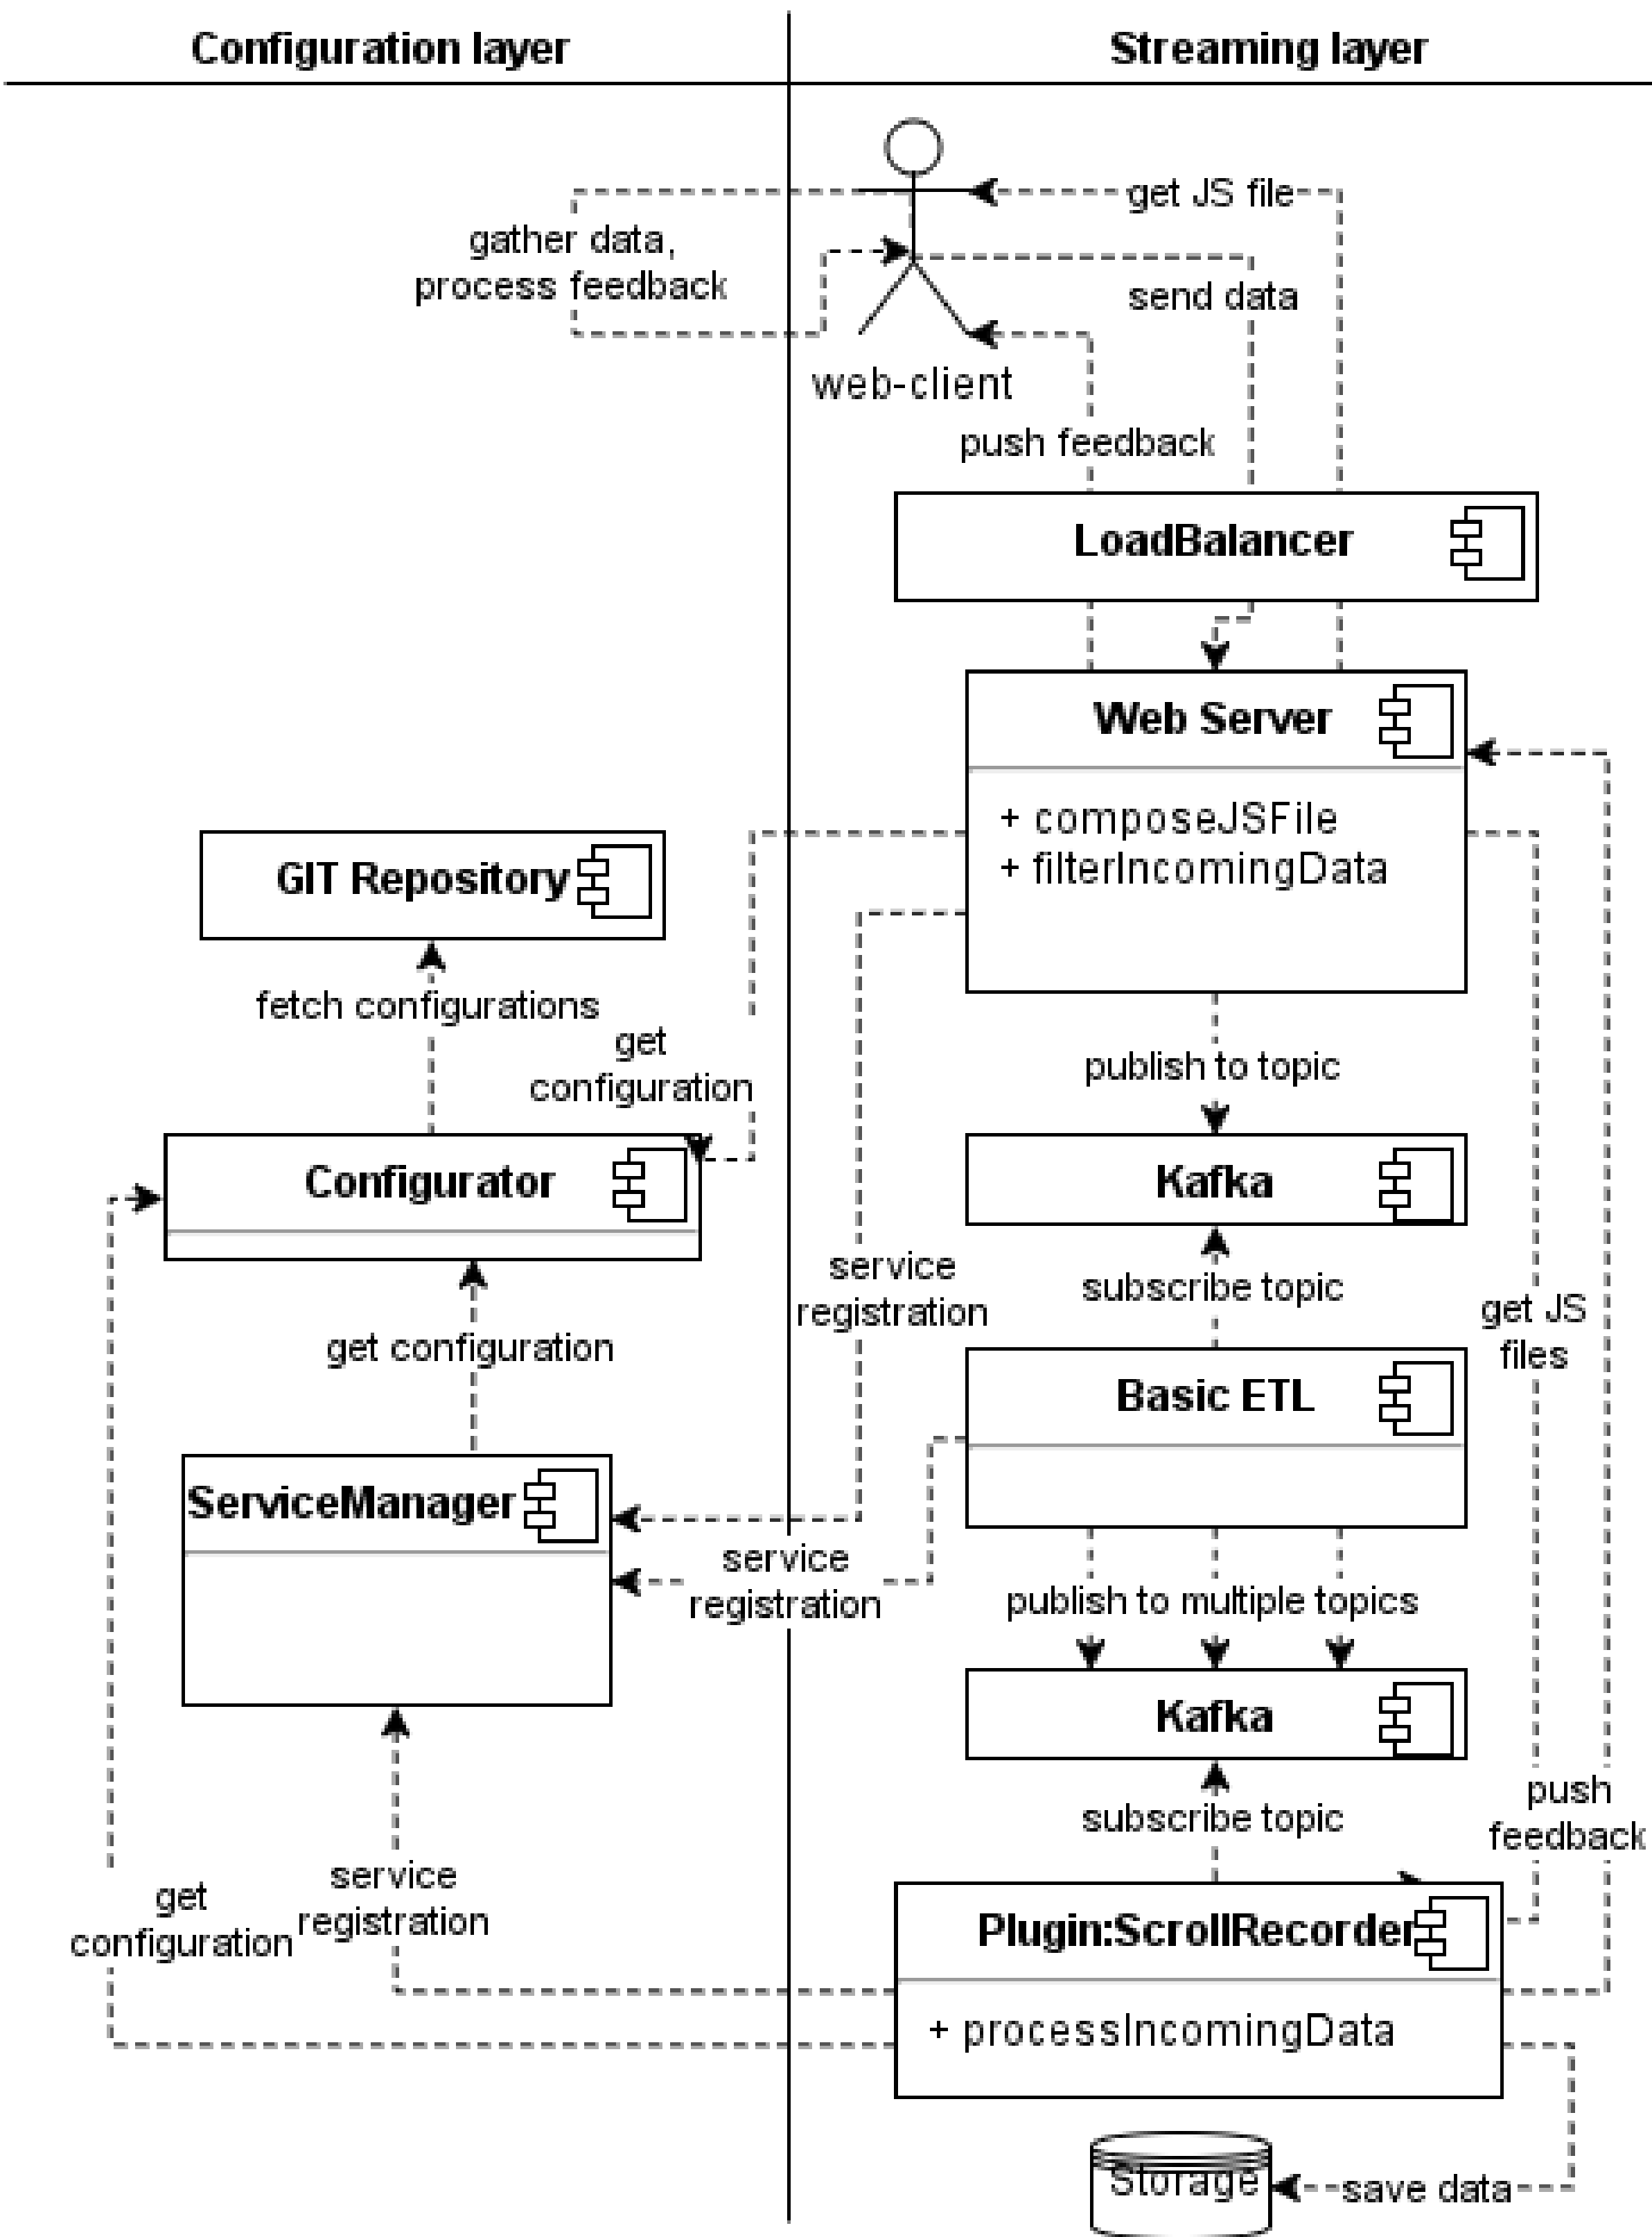 Configuration layer
Streaming layer
get JS file
gather data,
process feedback
send data
web-client
push feedback
LoadBalancer
Web Server
+ composeJSFile
+ filterIncomingData
GIT Repository
fetch configurations
get
configuration
publish to topic
Configurator
Kafka
service
registration
subscribe topic
get JS
files
get configuration
Basic ETL
ServiceManager
service
registration
publish to multiple topics
Kafka
push
feedback
subscribe topic
service
registration
get
configuration
Plugin:ScrollRecorder
+ processIncomingData
Storage
save data